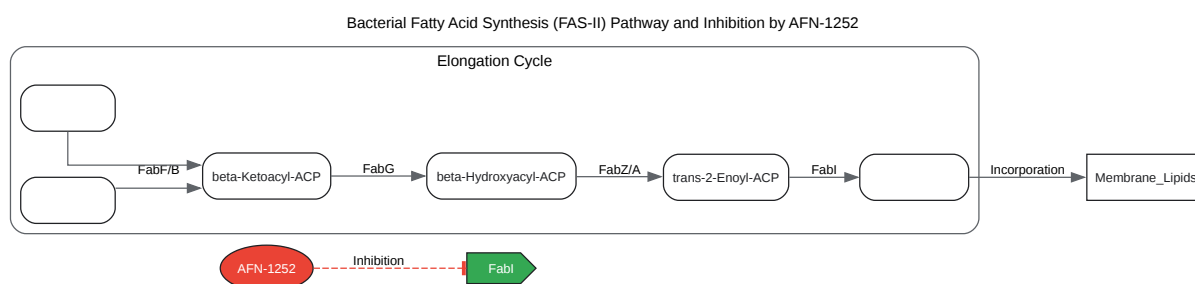 Bacterial Fatty Acid Synthesis (FAS-II) Pathway and Inhibition by AFN-1252
Elongation Cycle
FabF/B
beta-Ketoacyl-ACP
FabG
beta-Hydroxyacyl-ACP
FabZ/A
trans-2-Enoyl-ACP
FabI
Incorporation
Membrane_Lipids
AFN-1252
Inhibition
FabI